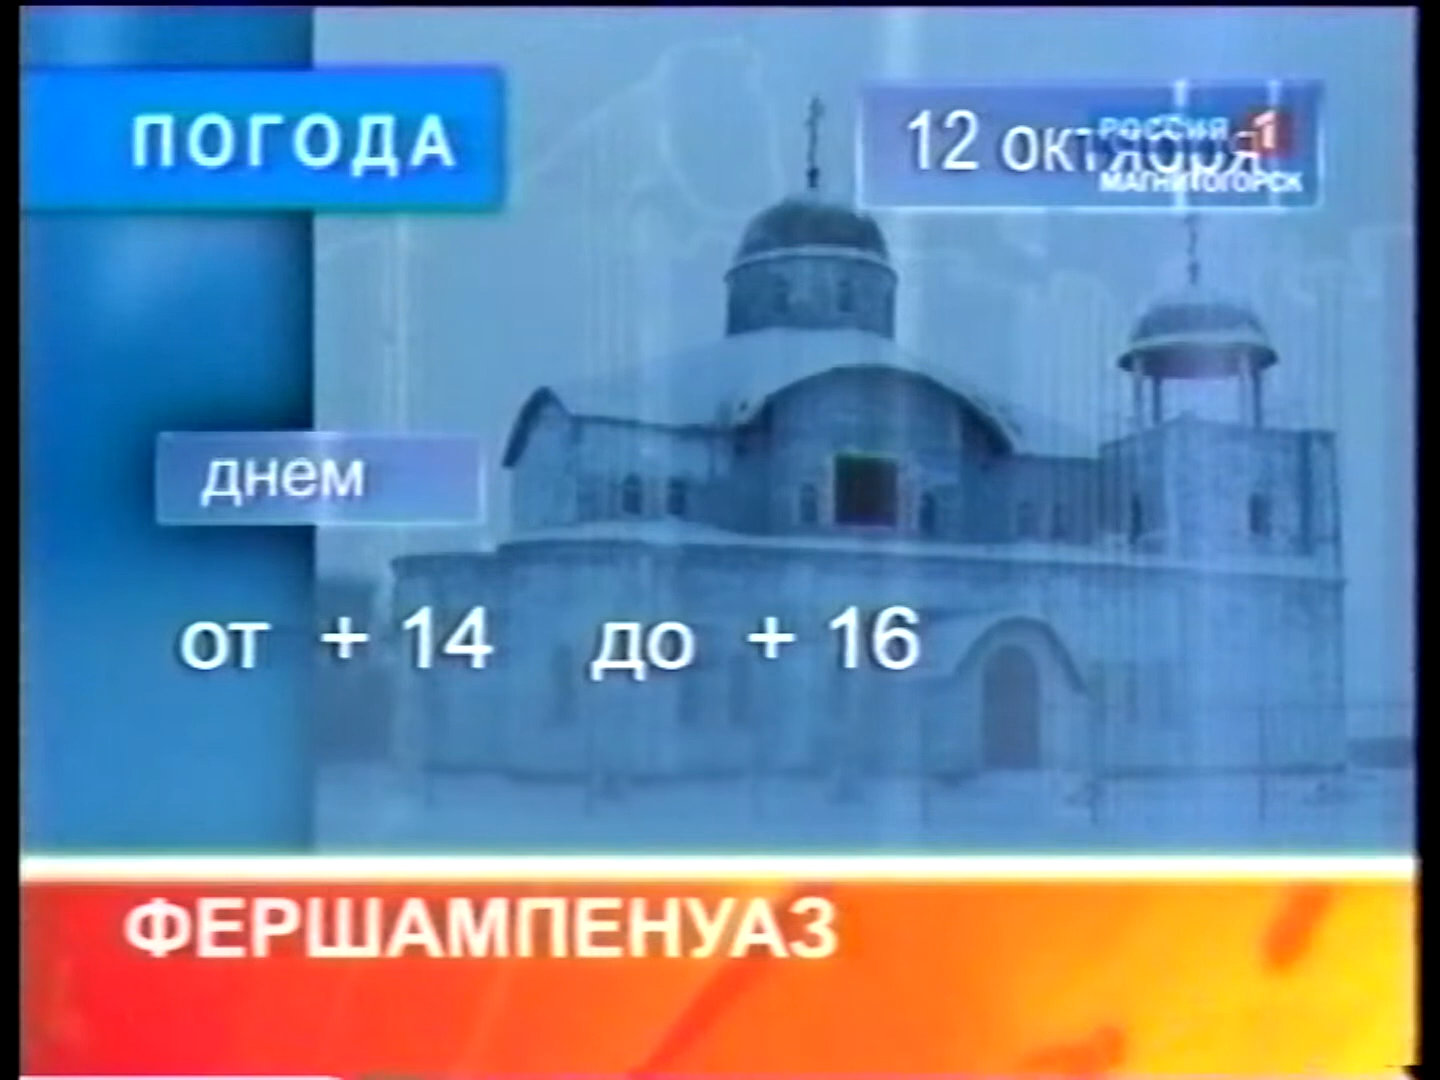 ПОГОДА
12 октября
РОССИЯ 1
МАГНИТОГОРСК
днем
от + 14 до + 16
ФЕРШАМПЕНУАЗ